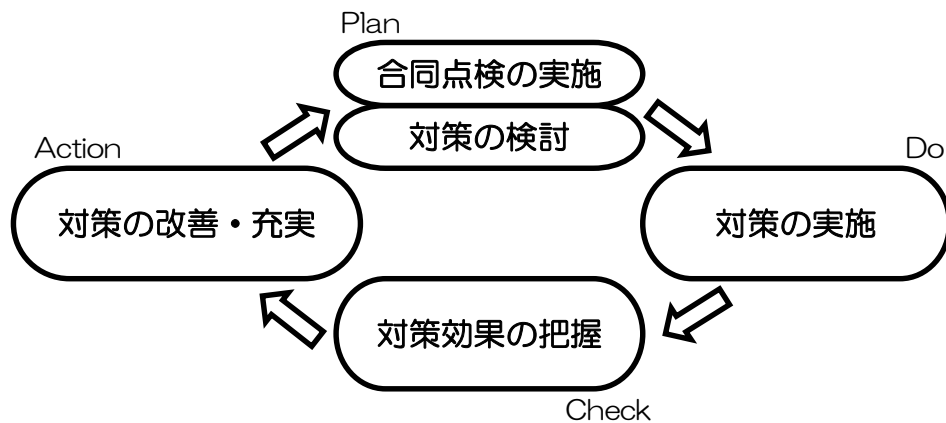 Plan
合同点検の実施
対策の検討
Action
対策の改善・充実
Do
対策の実施
対策効果の把握
Check